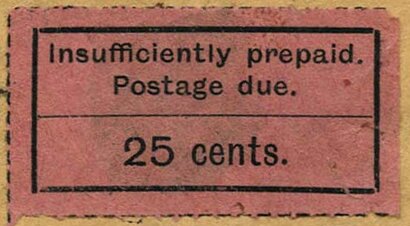 Insufficiently prepaid.
Postage due.
25 cents.